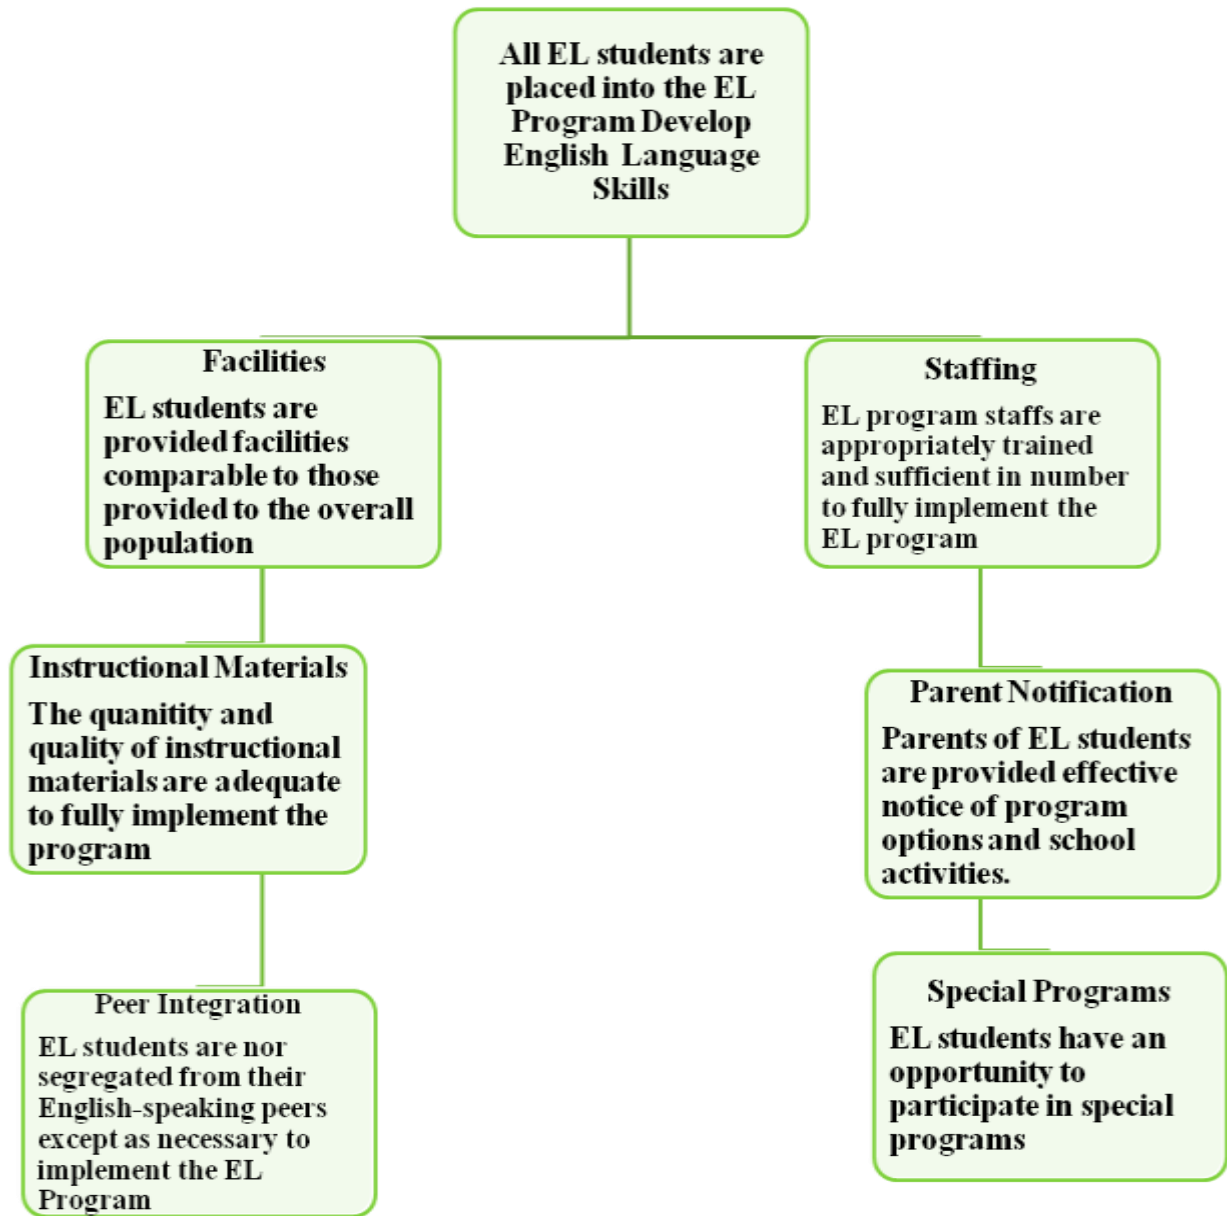 All EL students are
placed into the EL
Program Develop
English Language
Skills
Facilities
EL students are
provided facilities
comparable to those
provided to the overall
population
Staffing
EL program staffs are
appropriately trained
and sufficient in number
to fully implement the
EL program
Instructional Materials
The quanitity and
quality of instructional
materials are adequate
to fully implement the
program
Parent Notification
Parents of EL students
are provided effective
notice of program
options and school
activities.
Peer Integration
EL students are nor
segregated from their
English-speaking peers
except as necessary to
implement the EL
Program
Special Programs
EL students have an
opportunity to
participate in special
programs